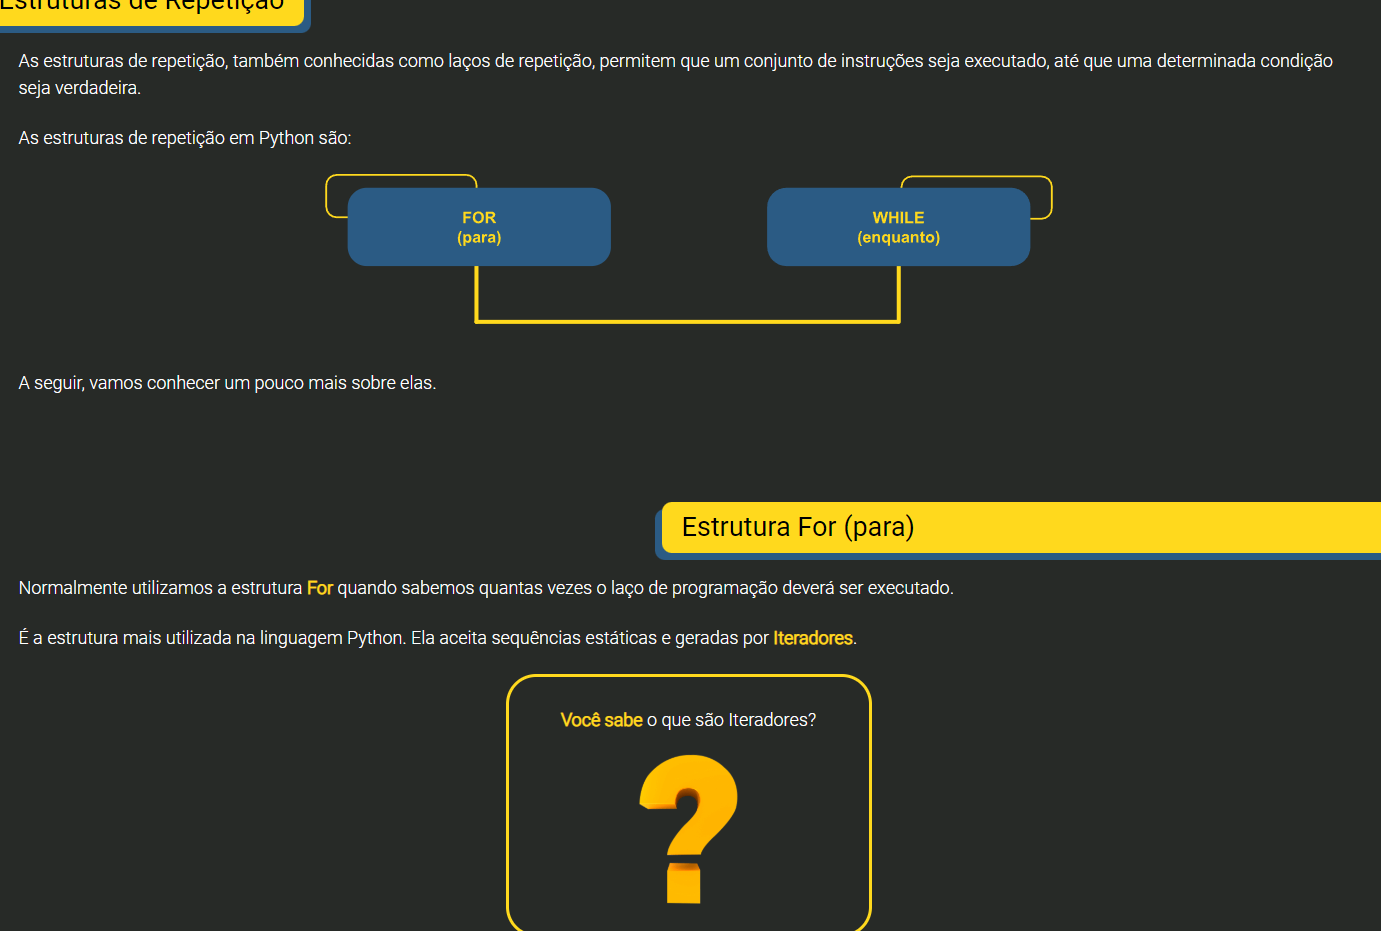 Estruturas de Repetição
As estruturas de repetição, também conhecidas como laços de repetição, permitem que um conjunto de instruções seja executado, até que uma determinada condição
seja verdadeira.
As estruturas de repetição em Python são:
FOR
(para)
WHILE
(enquanto)
A seguir, vamos conhecer um pouco mais sobre elas.
Estrutura For (para)
Normalmente utilizamos a estrutura For quando sabemos quantas vezes o laço de programação deverá ser executado.
É a estrutura mais utilizada na linguagem Python. Ela aceita sequências estáticas e geradas por Iteradores.
Você sabe o que são Iteradores?
?